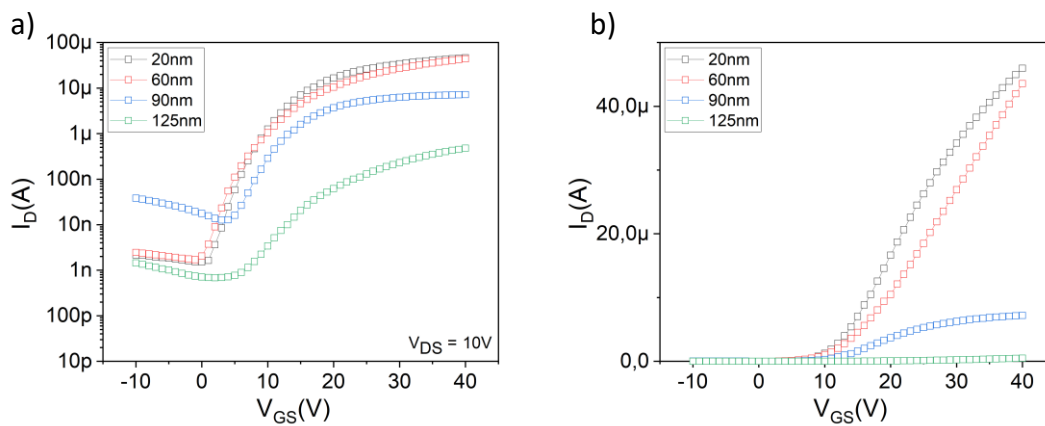 a)
100µ
10µ
1µ
100n
10n
1n
100p
10p
I_D(A)
20nm
60nm
90nm
125nm
V_DS = 10V
-10 0 10 20 30 40
V_GS(V)
b)
40,0µ
20,0µ
0,0
I_D(A)
20nm
60nm
90nm
125nm
-10 0 10 20 30 40
V_GS(V)